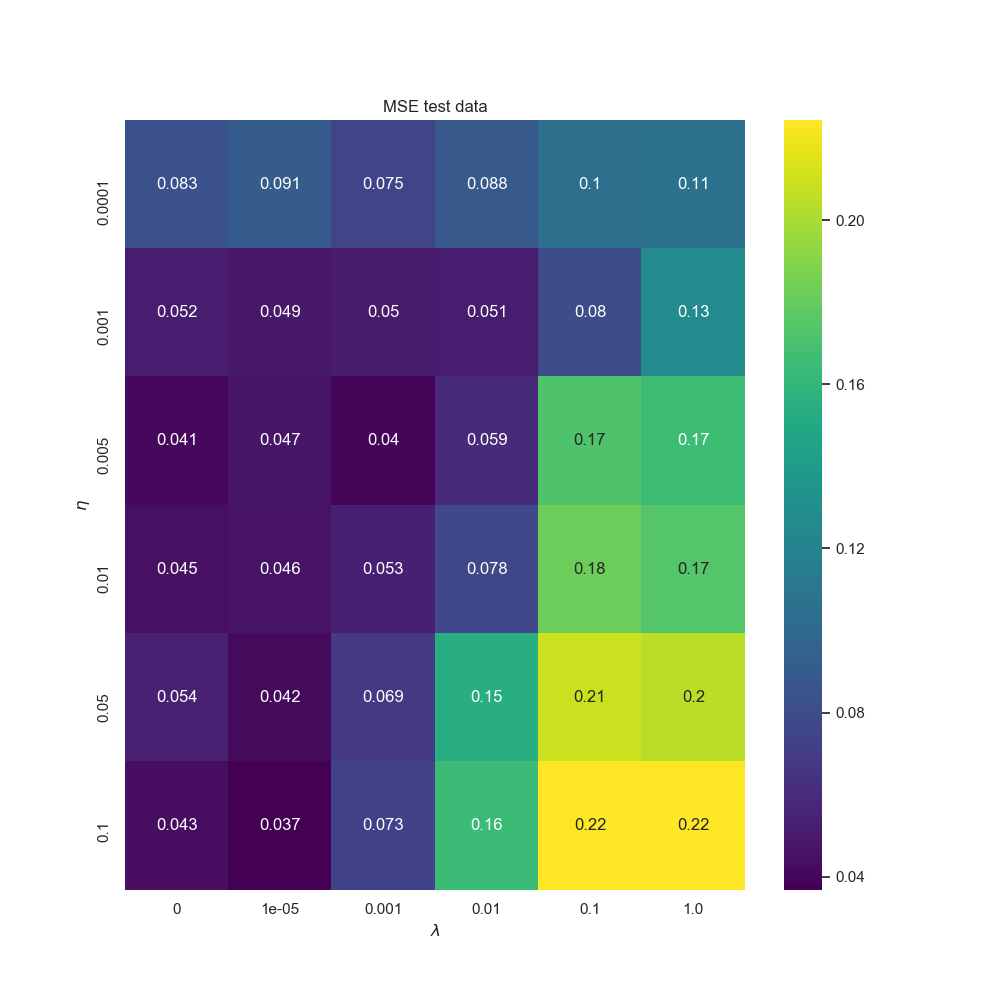 MSE test data
0.0001 0.083 0.091 0.075 0.088 0.1 0.11
0.20
0.001 0.052 0.049 0.05 0.051 0.08 0.13
0.16
0.005 0.041 0.047 0.04 0.059 0.17 0.17
η
0.12
0.01 0.045 0.046 0.053 0.078 0.18 0.17
0.05 0.054 0.042 0.069 0.15 0.21 0.2
0.08
0.1 0.043 0.037 0.073 0.16 0.22 0.22
0.04
0 1e-05 0.001 0.01 0.1 1.0
λ